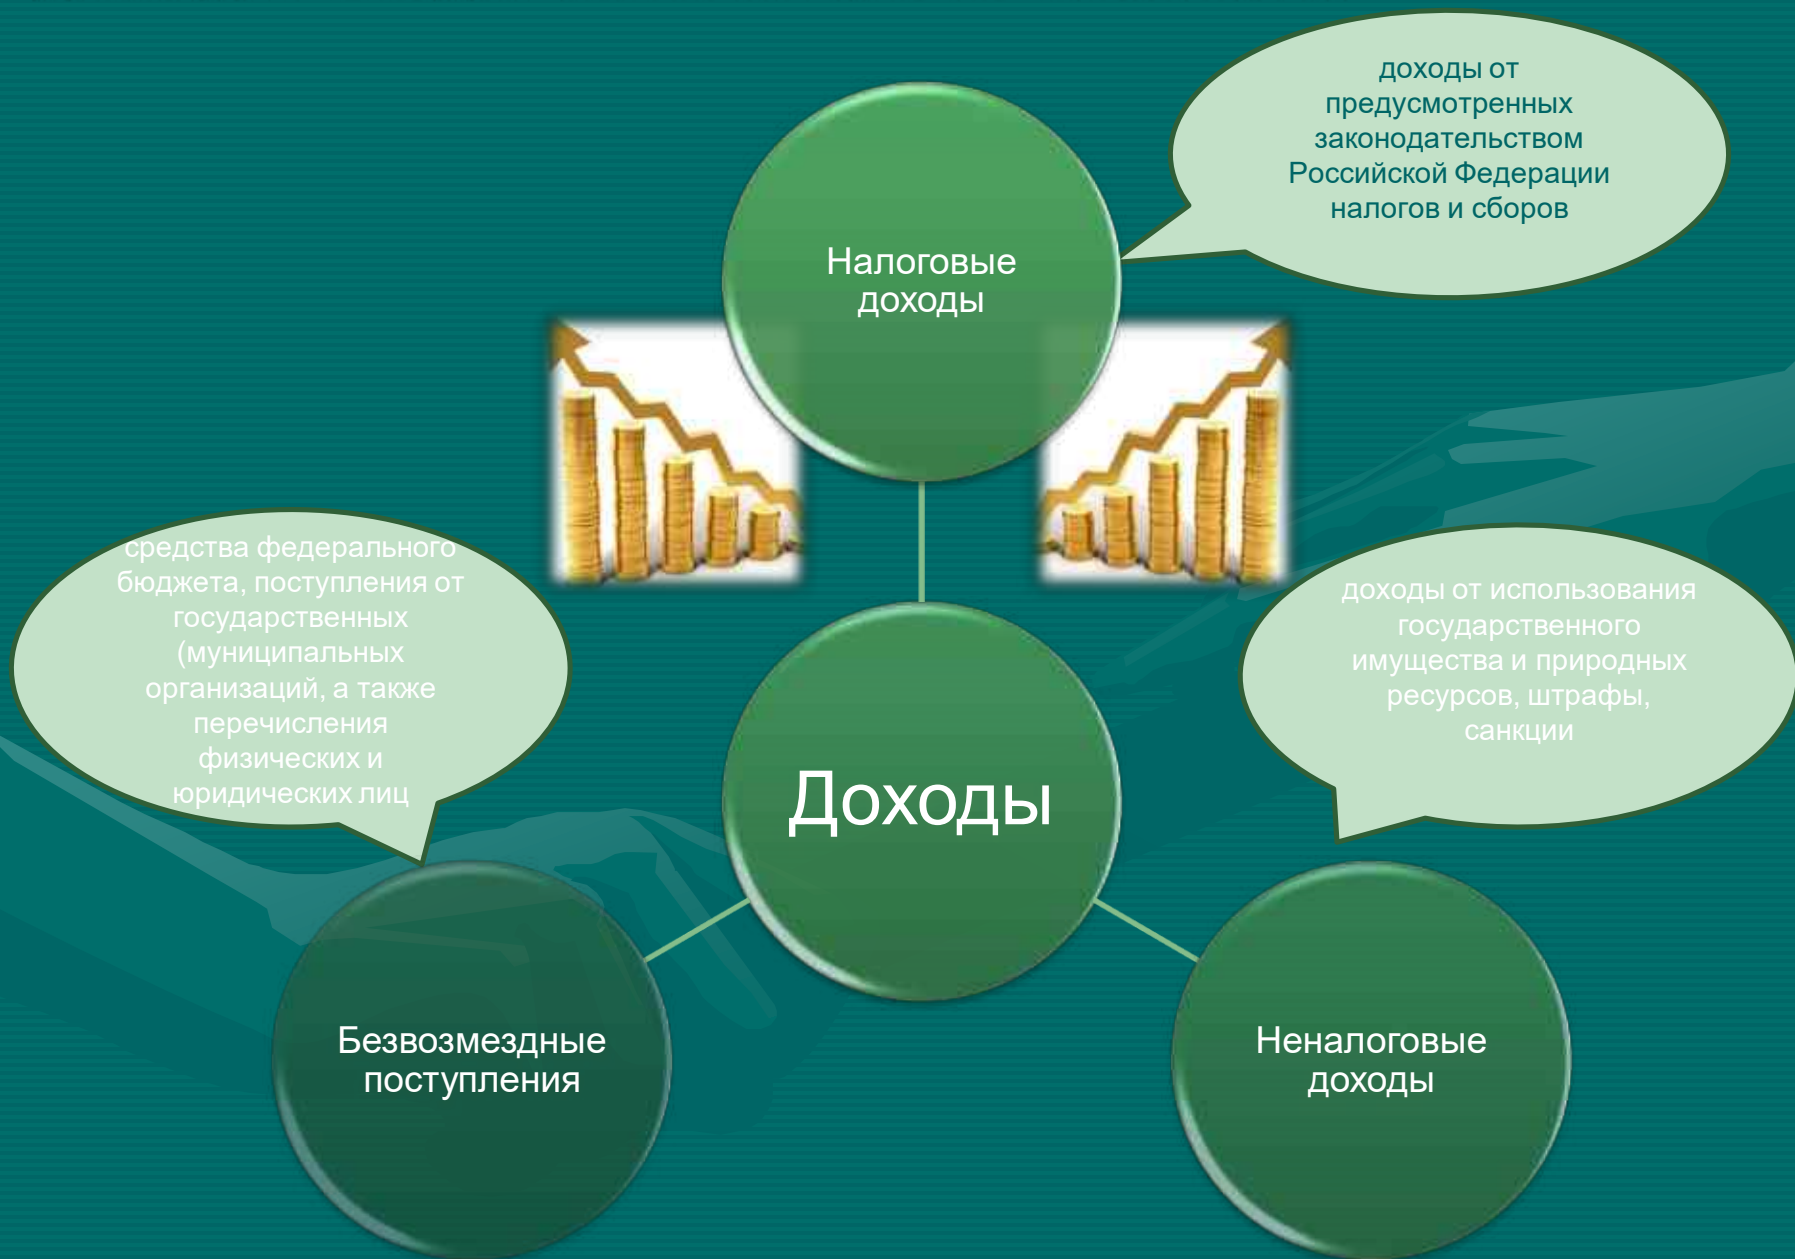 доходы от
предусмотренных
законодательством
Российской Федерации
налогов и сборов
Налоговые
доходы
средства федерального
бюджета, поступления от
государственных
(муниципальных
организаций, а также
перечисления
физических и
юридических лиц
доходы от использования
государственного
имущества и природных
ресурсов, штрафы,
санкции
Доходы
Безвозмездные
поступления
Неналоговые
доходы